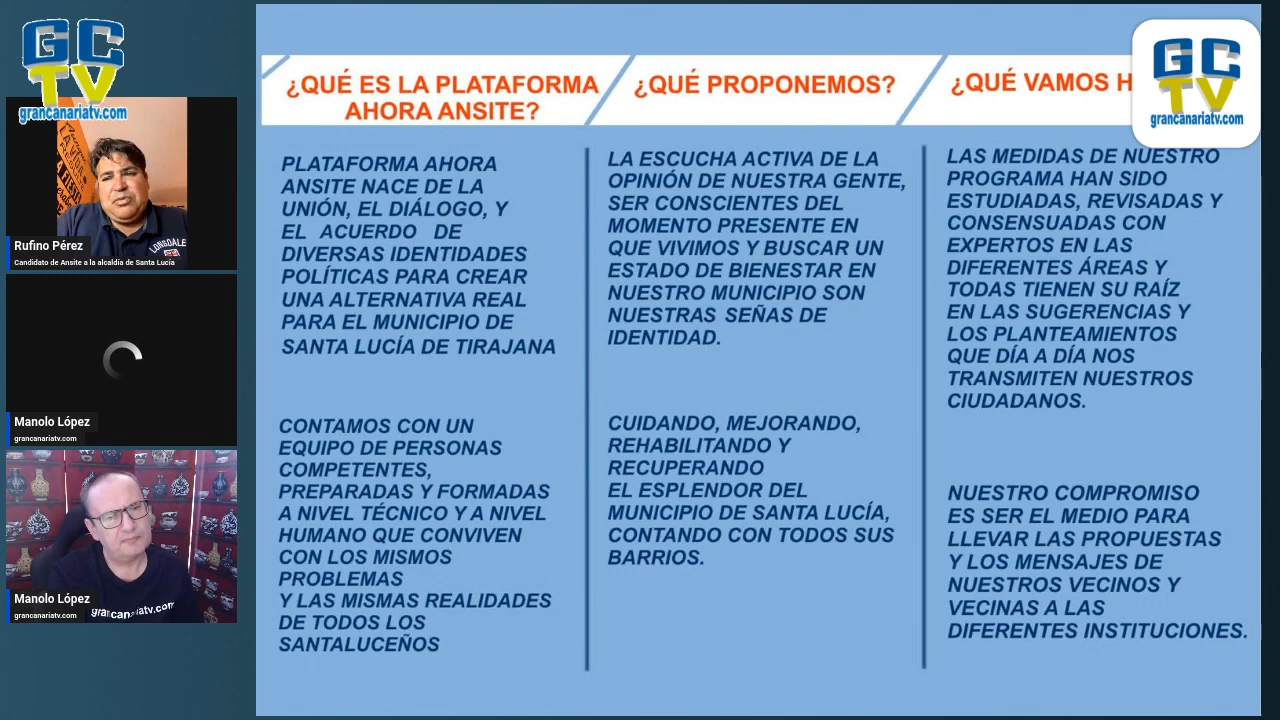 GC
TV
grancanariatv.com
LONSDALE
Rufino Pérez
Candidato de Ansite a la alcaldía de Santa Lucía
Manolo López
grancanariatv.com
grancanariatv.com
Manolo López
grancanariatv.com
¿QUÉ ES LA PLATAFORMA
AHORA ANSITE?
PLATAFORMA AHORA
ANSITE NACE DE LA
UNIÓN, EL DIÁLOGO, Y
EL ACUERDO DE
DIVERSAS IDENTIDADES
POLÍTICAS PARA CREAR
UNA ALTERNATIVA REAL
PARA EL MUNICIPIO DE
SANTA LUCÍA DE TIRAJANA
CONTAMOS CON UN
EQUIPO DE PERSONAS
COMPETENTES,
PREPARADAS Y FORMADAS
A NIVEL TÉCNICO Y A NIVEL
HUMANO QUE CONVIVEN
CON LOS MISMOS
PROBLEMAS
Y LAS MISMAS REALIDADES
DE TODOS LOS
SANTALUCEÑOS
¿QUÉ PROPONEMOS?
LA ESCUCHA ACTIVA DE LA
OPINIÓN DE NUESTRA GENTE,
SER CONSCIENTES DEL
MOMENTO PRESENTE EN
QUE VIVIMOS Y BUSCAR UN
ESTADO DE BIENESTAR EN
NUESTRO MUNICIPIO SON
NUESTRAS SEÑAS DE
IDENTIDAD.
CUIDANDO, MEJORANDO,
REHABILITANDO Y
RECUPERANDO
EL ESPLENDOR DEL
MUNICIPIO DE SANTA LUCÍA,
CONTANDO CON TODOS SUS
BARRIOS.
¿QUÉ VAMOS H
GC
TV
grancanariatv.com
LAS MEDIDAS DE NUESTRO
PROGRAMA HAN SIDO
ESTUDIADAS, REVISADAS Y
CONSENSUADAS CON
EXPERTOS EN LAS
DIFERENTES ÁREAS Y
TODAS TIENEN SU RAÍZ
EN LAS SUGERENCIAS Y
LOS PLANTEAMIENTOS
QUE DÍA A DÍA NOS
TRANSMITEN NUESTROS
CIUDADANOS.
NUESTRO COMPROMISO
ES SER EL MEDIO PARA
LLEVAR LAS PROPUESTAS
Y LOS MENSAJES DE
NUESTROS VECINOS Y
VECINAS A LAS
DIFERENTES INSTITUCIONES.